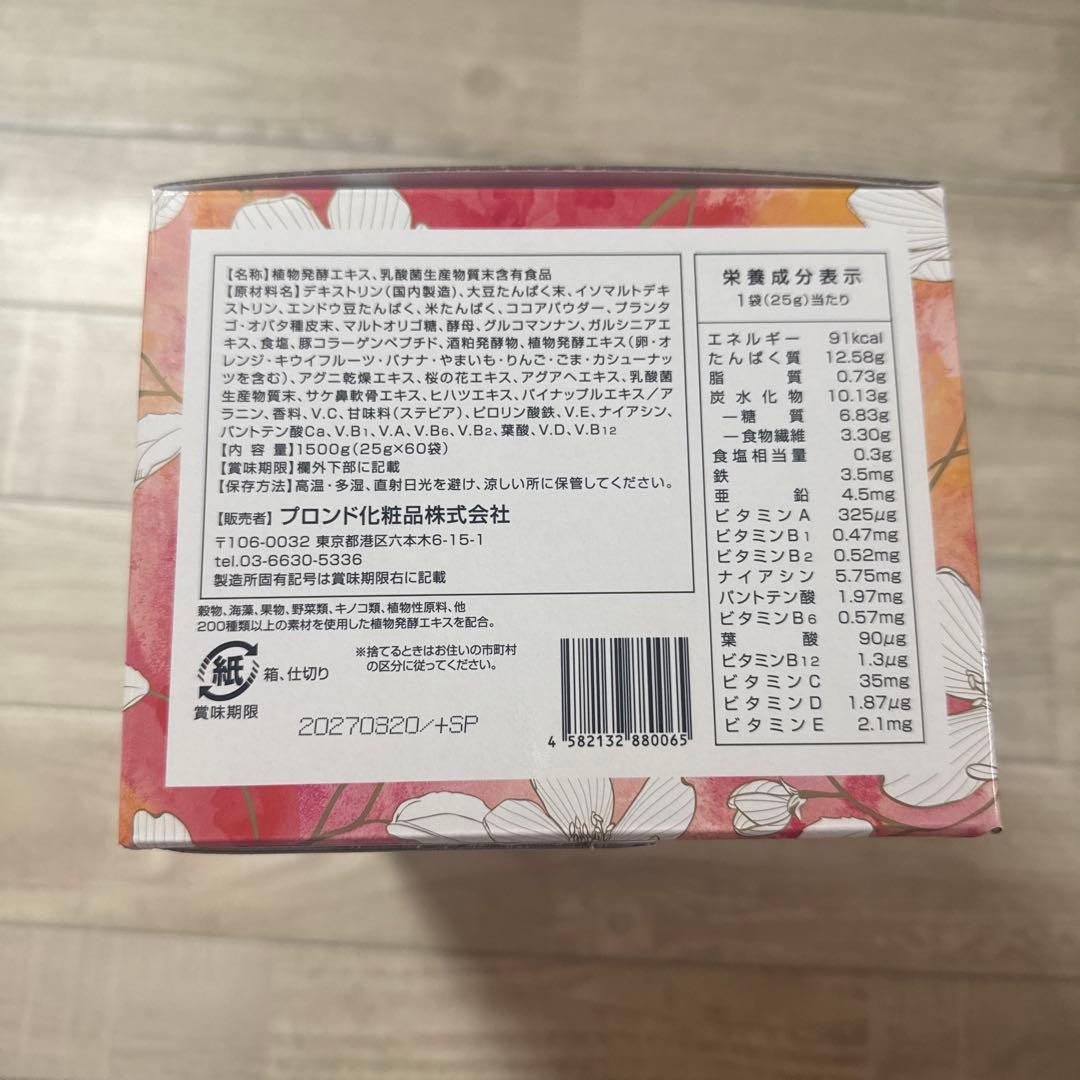 【名称】植物発酵エキス、乳酸菌生産物質末含有食品
【原材料名】デキストリン(国内製造)、大豆たんぱく末、イソマルトデキ
ストリン、エンドウ豆たんぱく、米たんぱく、ココアパウダー、プランタ
ゴ・オバタ種皮末、マルトオリゴ糖、酵母、グルコマンナン、ガルシニアエ
キス、食塩、豚コラーゲンペプチド、酒粕発酵物、植物発酵エキス(卵・オ
レンジ・キウイフルーツ・バナナ・やまいも・りんご・ごま・カシューナッ
ツを含む)、アグニ乾燥エキス、桜の花エキス、アグアヘエキス、乳酸菌
生産物質末、サケ鼻軟骨エキス、ヒハツエキス、パイナップルエキス/ア
ラニン、香料、V.C、甘味料(ステビア)、ピロリン酸鉄、V.E、ナイアシン、
パントテン酸Ca、V.B1、V.A、V.B6、V.B2、葉酸、V.D、V.B12
【内 容 量】1500g(25g×60袋)
【賞味期限】欄外下部に記載
【保存方法】高温・多湿、直射日光を避け、涼しい所に保管してください。
【販売者】プロンド化粧品株式会社
〒106-0032 東京都港区六本木6-15-1
tel.03-6630-5336
製造所固有記号は賞味期限右に記載
穀物、海藻、果物、野菜類、キノコ類、植物性原料、他
200種類以上の素材を使用した植物発酵エキスを配合。
紙 箱、仕切り
※捨てるときはお住いの市町村
の区分に従ってください。
賞味期限 20270320/+SP
4 582132 880065
栄養成分表示
1袋(25g)当たり
エネルギー 91kcal
たんぱく質 12.58g
脂質 0.73g
炭水化物 10.13g
―糖質 6.83g
―食物繊維 3.30g
食塩相当量 0.3g
鉄 3.5mg
亜鉛 4.5mg
ビタミンA 325μg
ビタミンB1 0.47mg
ビタミンB2 0.52mg
ナイアシン 5.75mg
パントテン酸 1.97mg
ビタミンB6 0.57mg
葉酸 90μg
ビタミンB12 1.3μg
ビタミンC 35mg
ビタミンD 1.87μg
ビタミンE 2.1mg